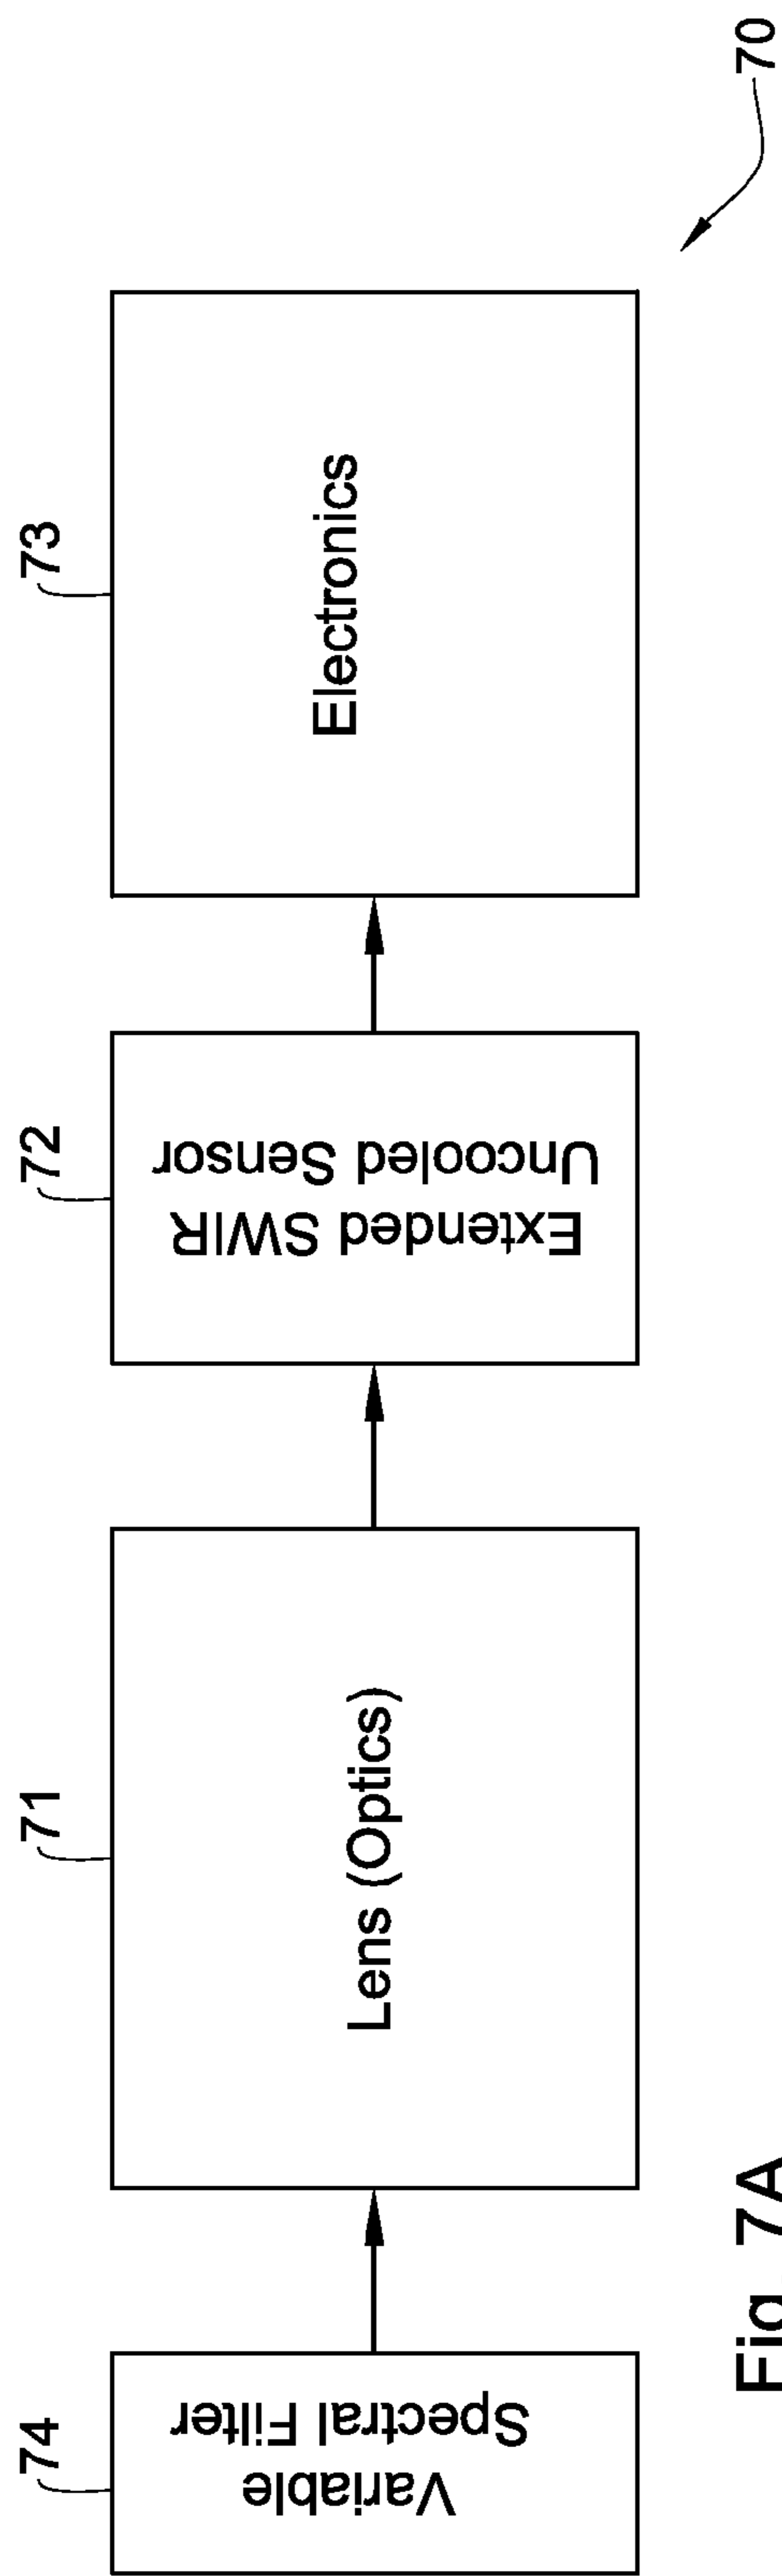 74
71
72
73
Variable
Spectral Filter
Lens (Optics)
Extended SWIR
Uncooled Sensor
Electronics
70
Fig. 7A